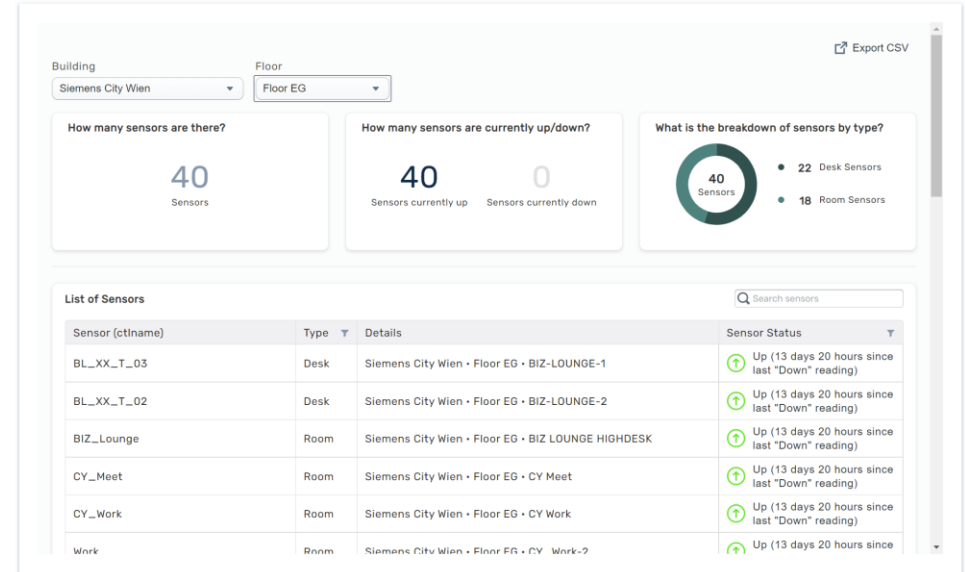 Export CSV
Building
Floor
Siemens City Wien
Floor EG
How many sensors are there?
40
Sensors
How many sensors are currently up/down?
40
Sensors currently up
0
Sensors currently down
What is the breakdown of sensors by type?
40
Sensors
22 Desk Sensors
18 Room Sensors
List of Sensors
Search sensors
Sensor (ctlname) Type Details Sensor Status
BL_XX_T_03 Desk Siemens City Wien • Floor EG • BIZ-LOUNGE-1 Up (13 days 20 hours since
last "Down" reading)
BL_XX_T_02 Desk Siemens City Wien • Floor EG • BIZ-LOUNGE-2 Up (13 days 20 hours since
last "Down" reading)
BIZ_Lounge Room Siemens City Wien • Floor EG • BIZ LOUNGE HIGHDESK Up (13 days 20 hours since
last "Down" reading)
CY_Meet Room Siemens City Wien • Floor EG • CY Meet Up (13 days 20 hours since
last "Down" reading)
CY_Work Room Siemens City Wien • Floor EG • CY Work Up (13 days 20 hours since
last "Down" reading)
Work Room Siemens City Wien • Floor EG • CY_Work-2 Up (13 days 20 hours since